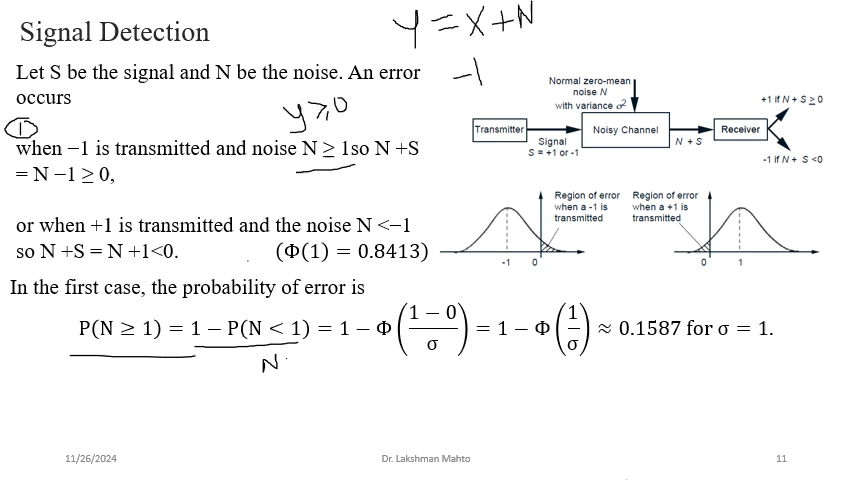 Signal Detection
Y = X + N
Let S be the signal and N be the noise. An error
occurs
-1
y ≥ 0
①
when −1 is transmitted and noise N ≥ 1so N +S
= N −1 ≥ 0,
or when +1 is transmitted and the noise N <−1
so N +S = N +1<0. (Φ(1) = 0.8413)
Normal zero-mean
noise N
with variance σ²
Transmitter
Signal
S = +1 or -1
Noisy Channel
N + S
Receiver
+1 if N + S ≥ 0
-1 if N + S <0
Region of error
when a -1 is
transmitted
-1 0
Region of error
when a +1 is
transmitted
0 1
In the first case, the probability of error is
P(N ≥ 1) = 1 − P(N < 1) = 1 − Φ((1 − 0)/σ) = 1 − Φ(1/σ) ≈ 0.1587 for σ = 1.
N
11/26/2024 Dr. Lakshman Mahto 11